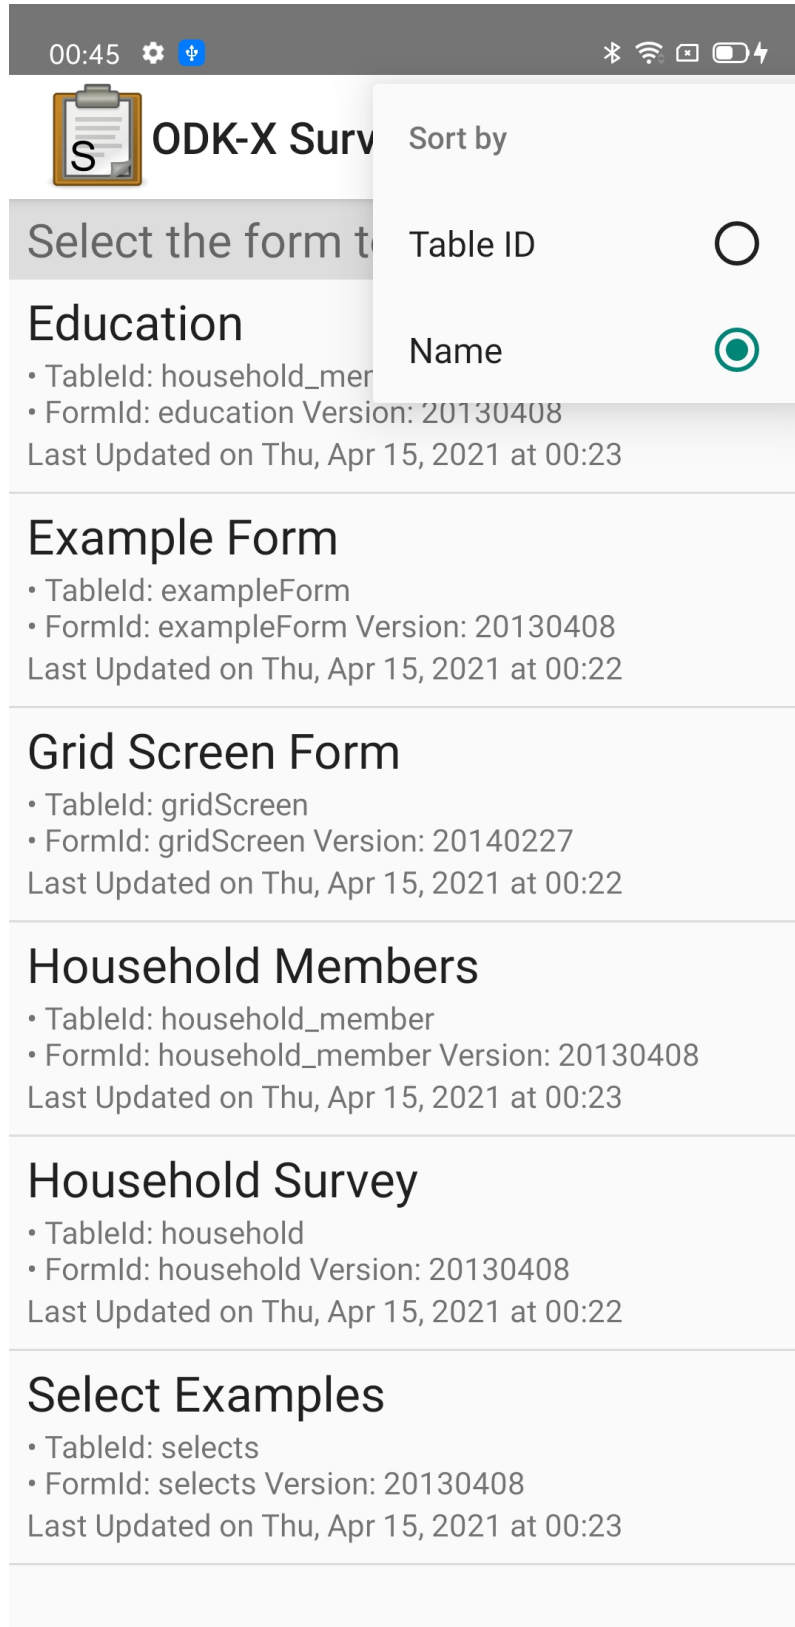 00:45
S
ODK-X Surv
Sort by
Select the form t
Table ID
Name
Education
• TableId: household_mem
• FormId: education Version: 20130408
Last Updated on Thu, Apr 15, 2021 at 00:23
Example Form
• TableId: exampleForm
• FormId: exampleForm Version: 20130408
Last Updated on Thu, Apr 15, 2021 at 00:22
Grid Screen Form
• TableId: gridScreen
• FormId: gridScreen Version: 20140227
Last Updated on Thu, Apr 15, 2021 at 00:22
Household Members
• TableId: household_member
• FormId: household_member Version: 20130408
Last Updated on Thu, Apr 15, 2021 at 00:23
Household Survey
• TableId: household
• FormId: household Version: 20130408
Last Updated on Thu, Apr 15, 2021 at 00:22
Select Examples
• TableId: selects
• FormId: selects Version: 20130408
Last Updated on Thu, Apr 15, 2021 at 00:23